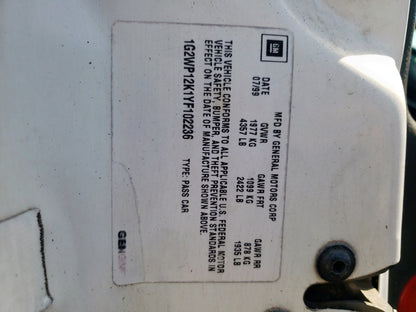 GM
MFD BY GENERAL MOTORS CORP
DATE GVWR GAWR FRT GAWR RR
07/99 1977 KG 1099 KG 878 KG
4357 LB 2422 LB 1935 LB
THIS VEHICLE CONFORMS TO ALL APPLICABLE U.S. FEDERAL MOTOR
VEHICLE SAFETY, BUMPER, AND THEFT PREVENTION STANDARDS IN
EFFECT ON THE DATE OF MANUFACTURE SHOWN ABOVE.
1G2WP12K1YF102236 TYPE: PASS CAR